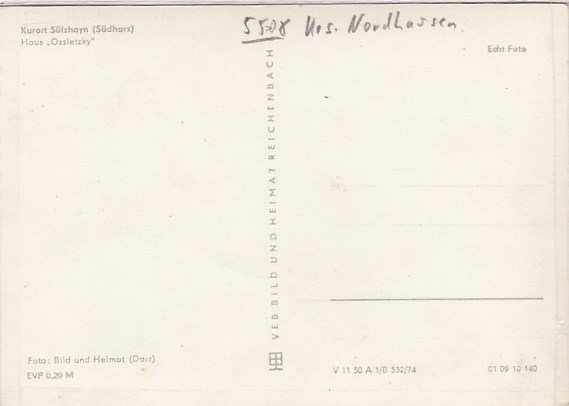 5508 Krs. Nordhausen
Kurort Sülzhayn (Südharz)
Haus „Ossietzky"
Echt Foto
VEB BILD UND HEIMAT REICHENBACH
Foto: Bild und Heimat (Darr)
EVP 0,20 M
V 11 50 A 1/B 532/74
01 09 10 140